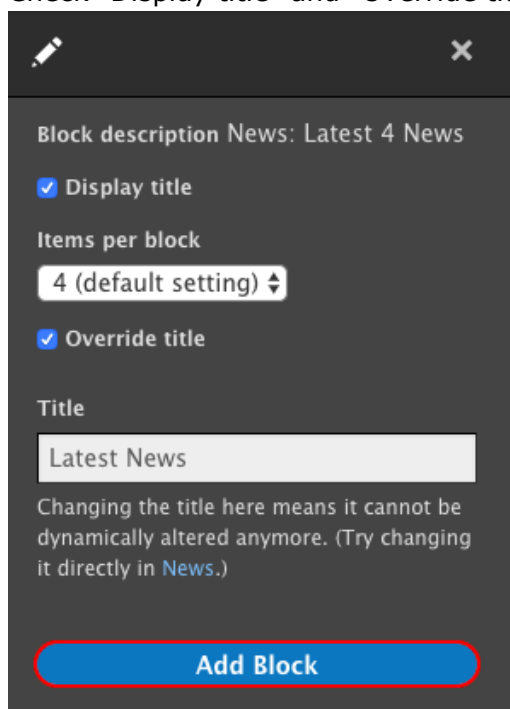 Block description News: Latest 4 News
Display title
Items per block
4 (default setting)
Override title
Title
Latest News
Changing the title here means it cannot be
dynamically altered anymore. (Try changing
it directly in News.)
Add Block